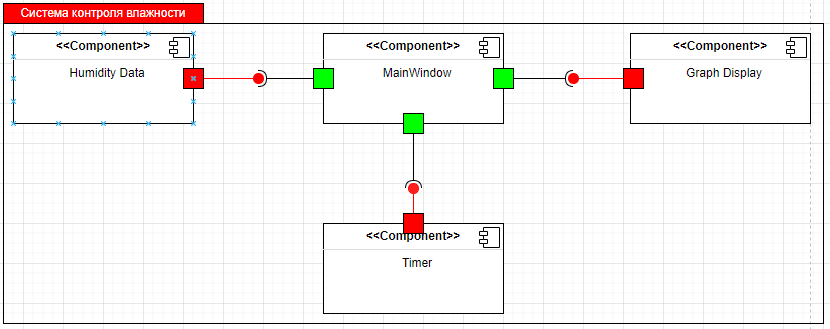 Система контроля влажности
<<Component>>
Humidity Data
<<Component>>
MainWindow
<<Component>>
Graph Display
<<Component>>
Timer